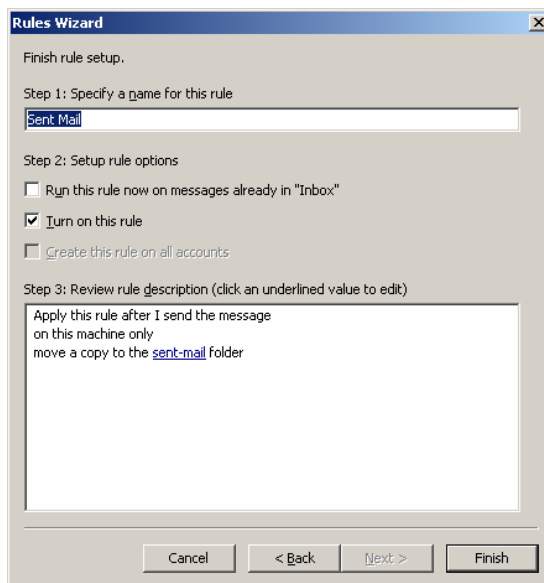 Rules Wizard
Finish rule setup.
Step 1: Specify a name for this rule
Sent Mail
Step 2: Setup rule options
Run this rule now on messages already in "Inbox"
Turn on this rule
Create this rule on all accounts
Step 3: Review rule description (click an underlined value to edit)
Apply this rule after I send the message
on this machine only
move a copy to the sent-mail folder
Cancel < Back Next > Finish